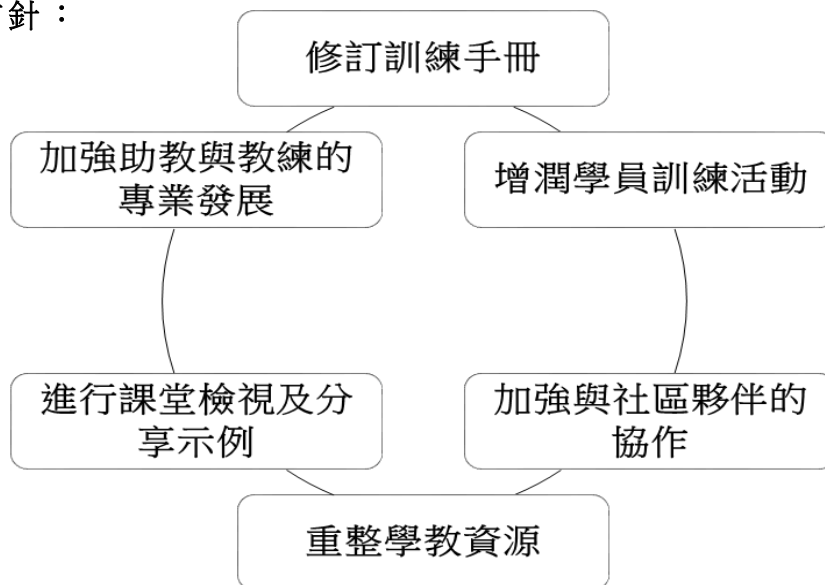 針：
修訂訓練手冊
增潤學員訓練活動
加強與社區夥伴的
協作
重整學教資源
進行課堂檢視及分
享示例
加強助教與教練的
專業發展